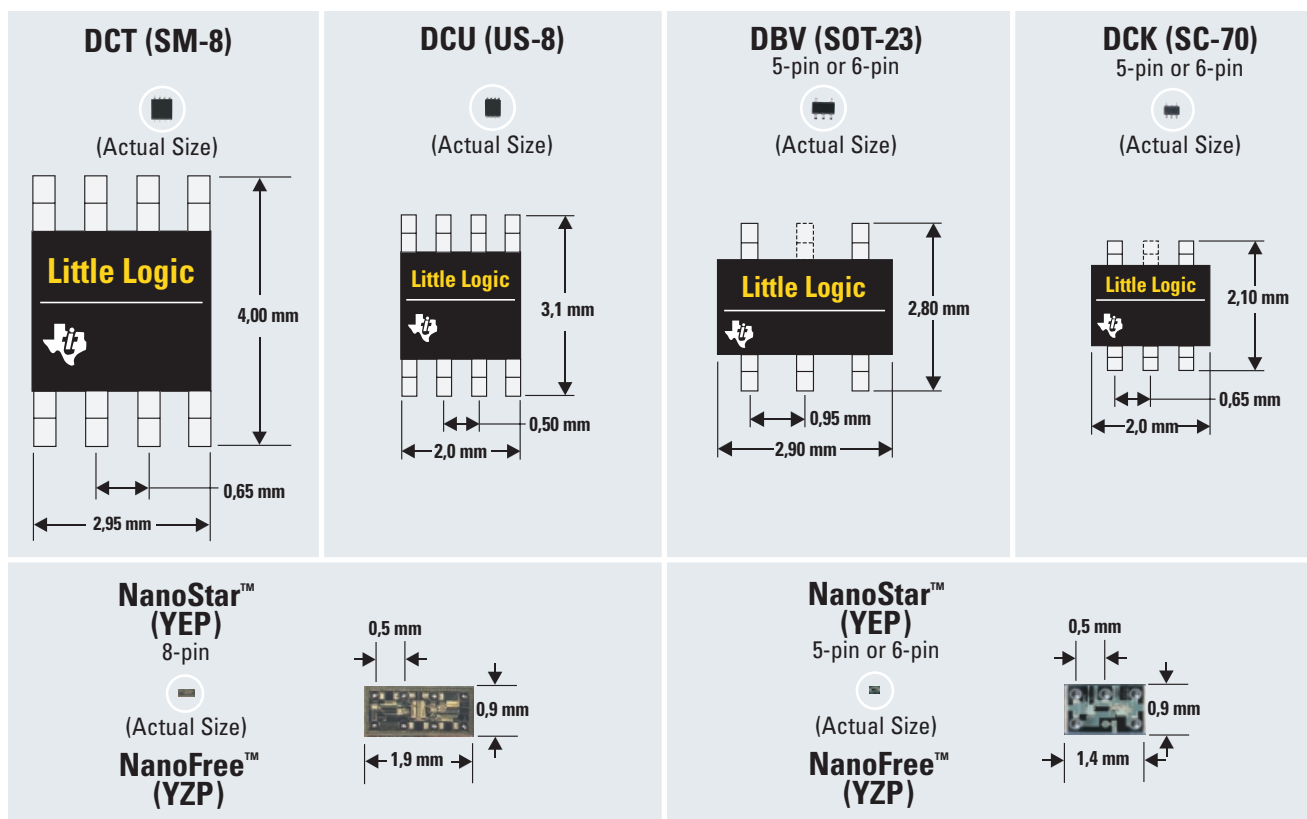 DCT (SM-8)
(Actual Size)
Little Logic
4,00 mm
0,65 mm
2,95 mm
DCU (US-8)
(Actual Size)
Little Logic
3,1 mm
0,50 mm
2,0 mm
DBV (SOT-23)
5-pin or 6-pin
(Actual Size)
Little Logic
2,80 mm
0,95 mm
2,90 mm
DCK (SC-70)
5-pin or 6-pin
(Actual Size)
Little Logic
2,10 mm
0,65 mm
2,0 mm
NanoStar™
(YEP)
8-pin
(Actual Size)
NanoFree™
(YZP)
0,5 mm
0,9 mm
1,9 mm
NanoStar™
(YEP)
5-pin or 6-pin
(Actual Size)
NanoFree™
(YZP)
0,5 mm
0,9 mm
1,4 mm